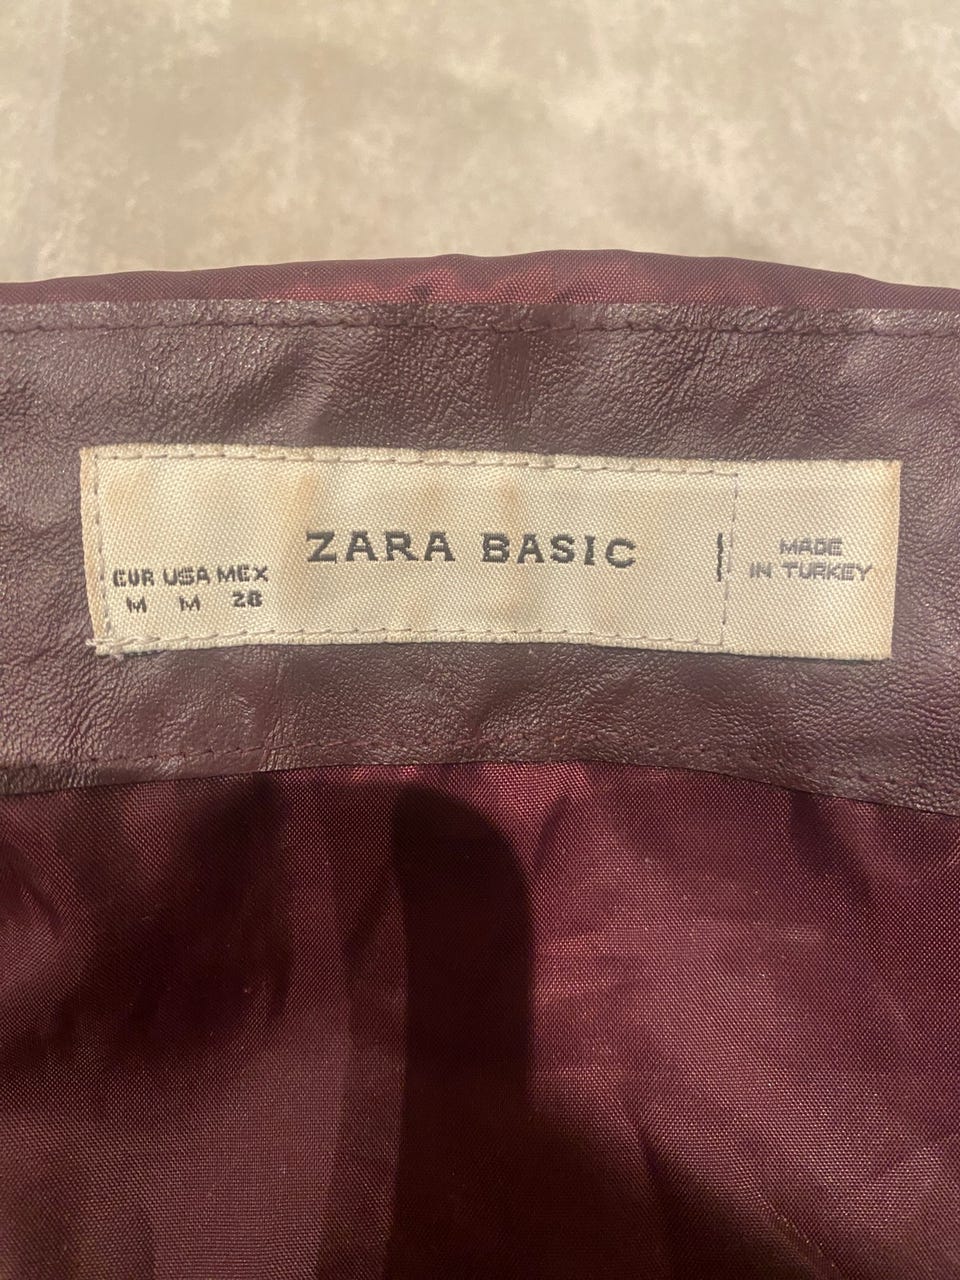 ZARA BASIC
EUR USA MEX
M M 28
MADE
IN TURKEY